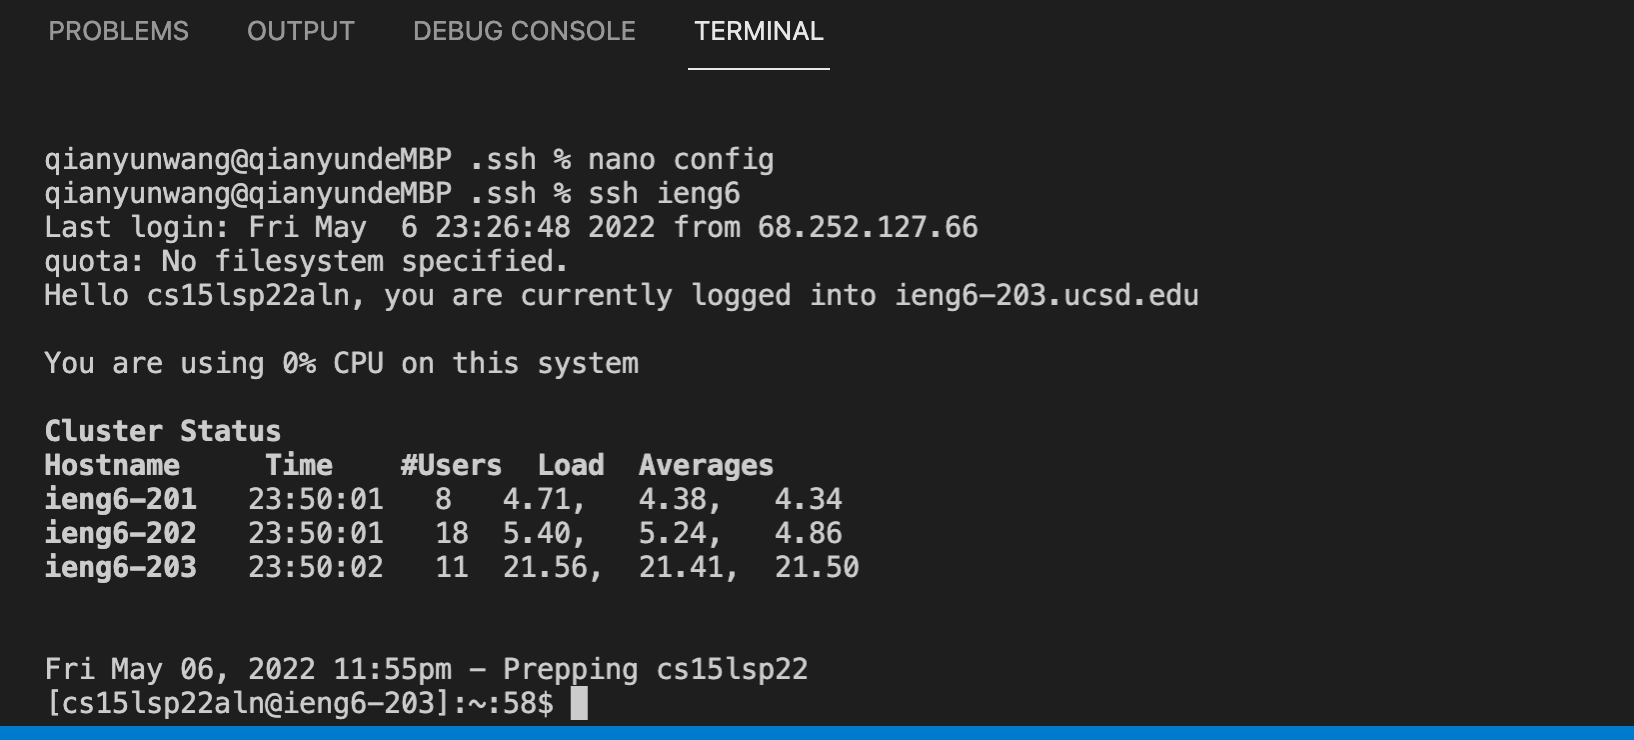 PROBLEMS OUTPUT DEBUG CONSOLE TERMINAL
qianyunwang@qianyundeMBP .ssh % nano config
qianyunwang@qianyundeMBP .ssh % ssh ieng6
Last login: Fri May  6 23:26:48 2022 from 68.252.127.66
quota: No filesystem specified.
Hello cs15lsp22aln, you are currently logged into ieng6-203.ucsd.edu
You are using 0% CPU on this system
Cluster Status
Hostname     Time    #Users  Load  Averages
ieng6-201   23:50:01   8   4.71,   4.38,   4.34
ieng6-202   23:50:01   18  5.40,   5.24,   4.86
ieng6-203   23:50:02   11  21.56,  21.41,  21.50
Fri May 06, 2022 11:55pm - Prepping cs15lsp22
[cs15lsp22aln@ieng6-203]:~:58$